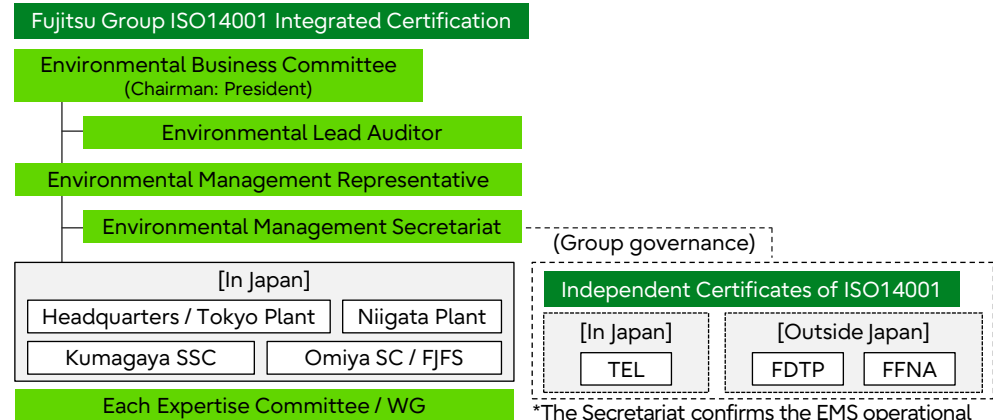 Fujitsu Group ISO14001 Integrated Certification
Environmental Business Committee
(Chairman: President)
Environmental Lead Auditor
Environmental Management Representative
Environmental Management Secretariat
(Group governance)
[In Japan]
Headquarters / Tokyo Plant
Niigata Plant
Kumagaya SSC
Omiya SC / FJFS
Each Expertise Committee / WG
Independent Certificates of ISO14001
[In Japan]
TEL
[Outside Japan]
FDTP
FFNA
*The Secretariat confirms the EMS operational